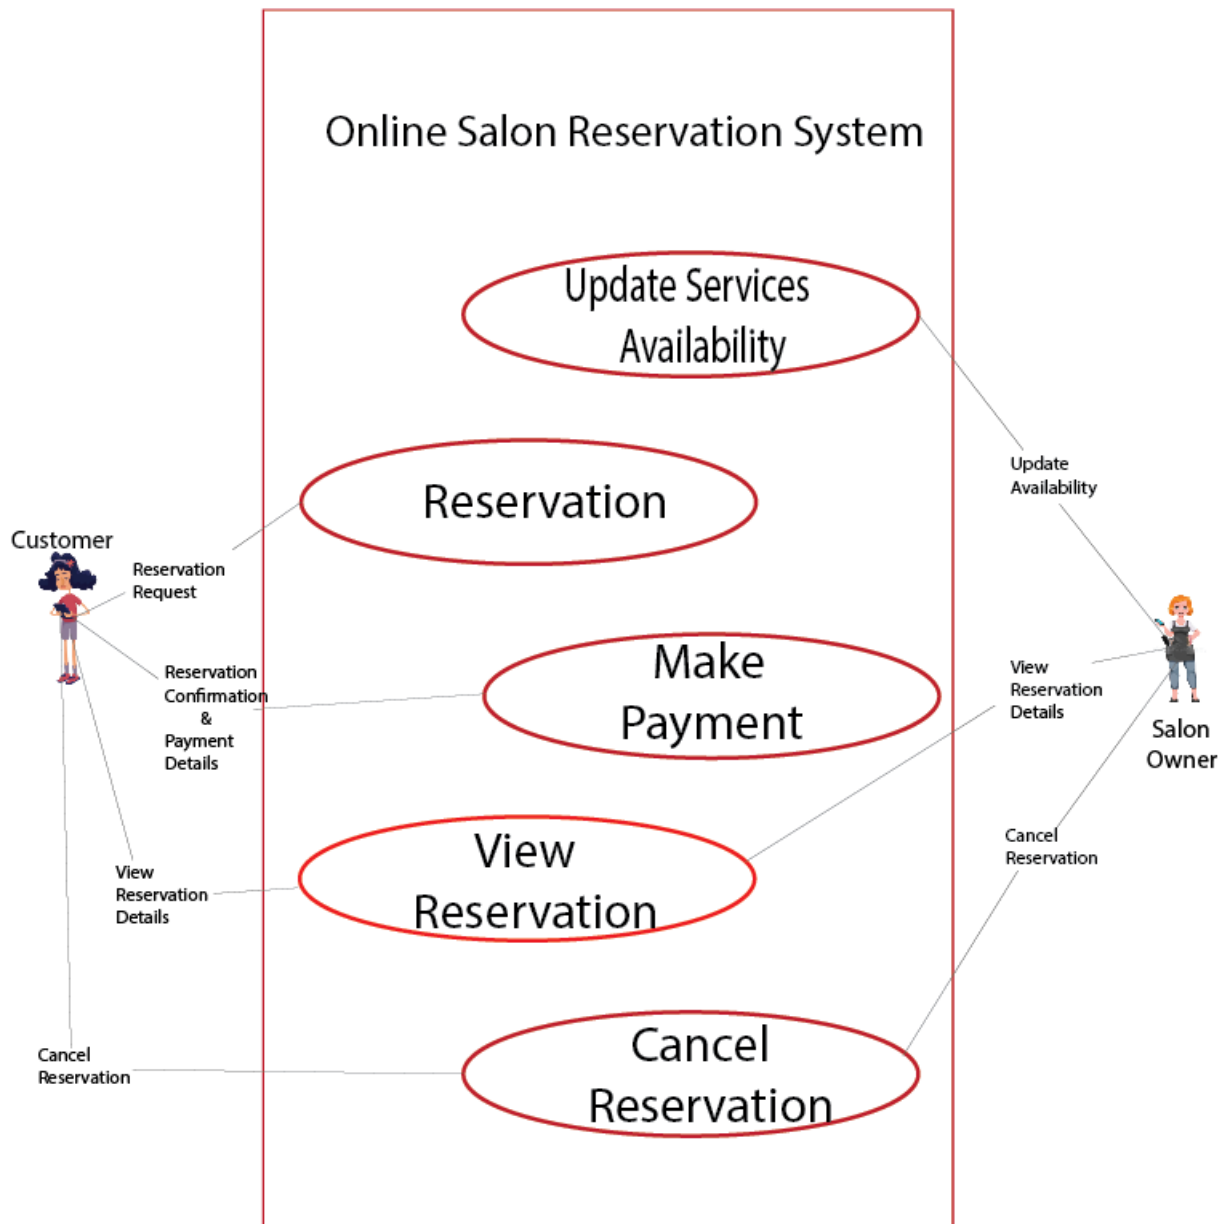 Online Salon Reservation System
Update Services
Availability
Update
Availability
Reservation
Customer
Reservation
Request
Make
Payment
Reservation
Confirmation
&
Payment
Details
View
Reservation
Details
Salon
Owner
View
Reservation
View
Reservation
Details
Cancel
Reservation
Cancel
Reservation
Cancel
Reservation